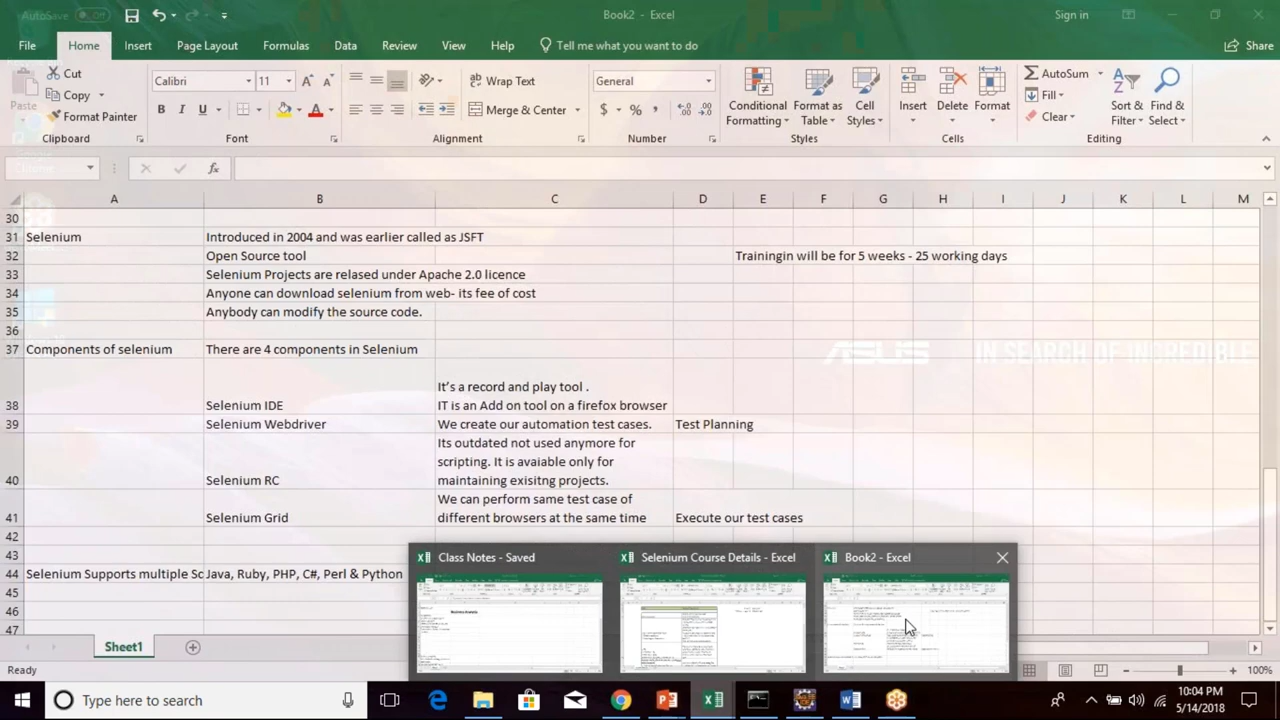 AutoSave Off
Book2 - Excel
Sign in
File Home Insert Page Layout Formulas Data Review View Help Tell me what you want to do Share
Paste
Cut
Copy
Format Painter
Clipboard
Calibri 11
B I U
Font
Wrap Text
Merge & Center
Alignment
General
$ % ,
Number
Conditional Formatting
Format as Table
Cell Styles
Styles
Insert
Delete
Format
Cells
AutoSum
Fill
Clear
Sort & Filter
Find & Select
Editing
fx
A B C D E F G H I J K L M
30
31 Selenium Introduced in 2004 and was earlier called as JSFT
32 Open Source tool Trainingin will be for 5 weeks - 25 working days
33 Selenium Projects are relased under Apache 2.0 licence
34 Anyone can download selenium from web- its fee of cost
35 Anybody can modify the source code.
36
37 Components of selenium There are 4 components in Selenium
ASUS IN SEARCH OF INCREDIBLE
It's a record and play tool .
38 Selenium IDE IT is an Add on tool on a firefox browser
39 Selenium Webdriver We create our automation test cases. Test Planning
Its outdated not used anymore for
scripting. It is avaiable only for
40 Selenium RC maintaining exisitng projects.
We can perform same test case of
41 Selenium Grid different browsers at the same time Execute our test cases
42
43
44 Selenium Supports multiple Sc Java, Ruby, PHP, C#, Perl & Python
45
46
47
Class Notes - Saved
Selenium Course Details - Excel
Book2 - Excel
Sheet1
Ready
100%
Type here to search
10:04 PM
5/14/2018